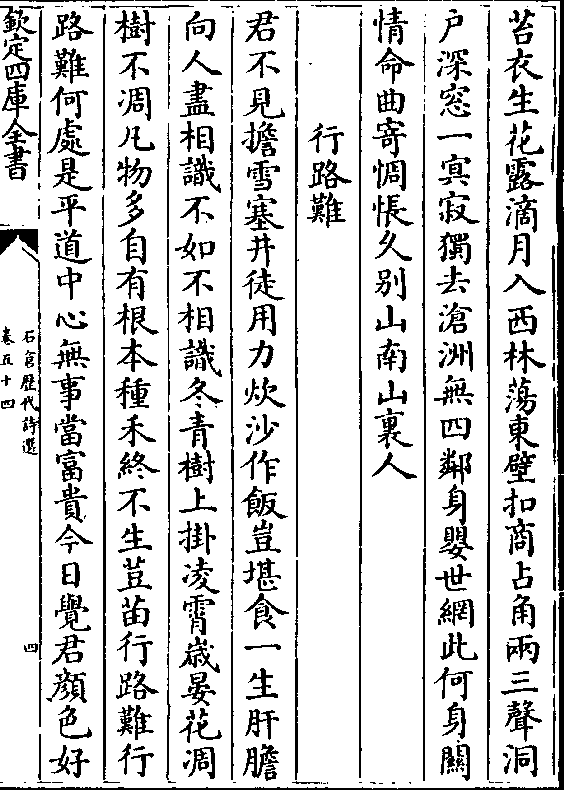 苔衣生花露滴月入西林蕩東壁扣商占角兩三聲洞
户深窓一㝠寂獨去滄洲無四鄰身嬰世網此何身關
情命曲寄惆悵久别山南山裏人
行路難
君不見擔雪塞井徒用力炊沙作飯豈堪食一生肝膽
向人盡相識不如不相識冬青樹上掛凌霄嵗晏花凋
樹不凋凡物多自有根本種禾終不生荳苗行路難行
路難何處是平道中心無事當富貴今日覺君顔色好
欽定四庫全書
石倉歴代詩選
卷五十四
四